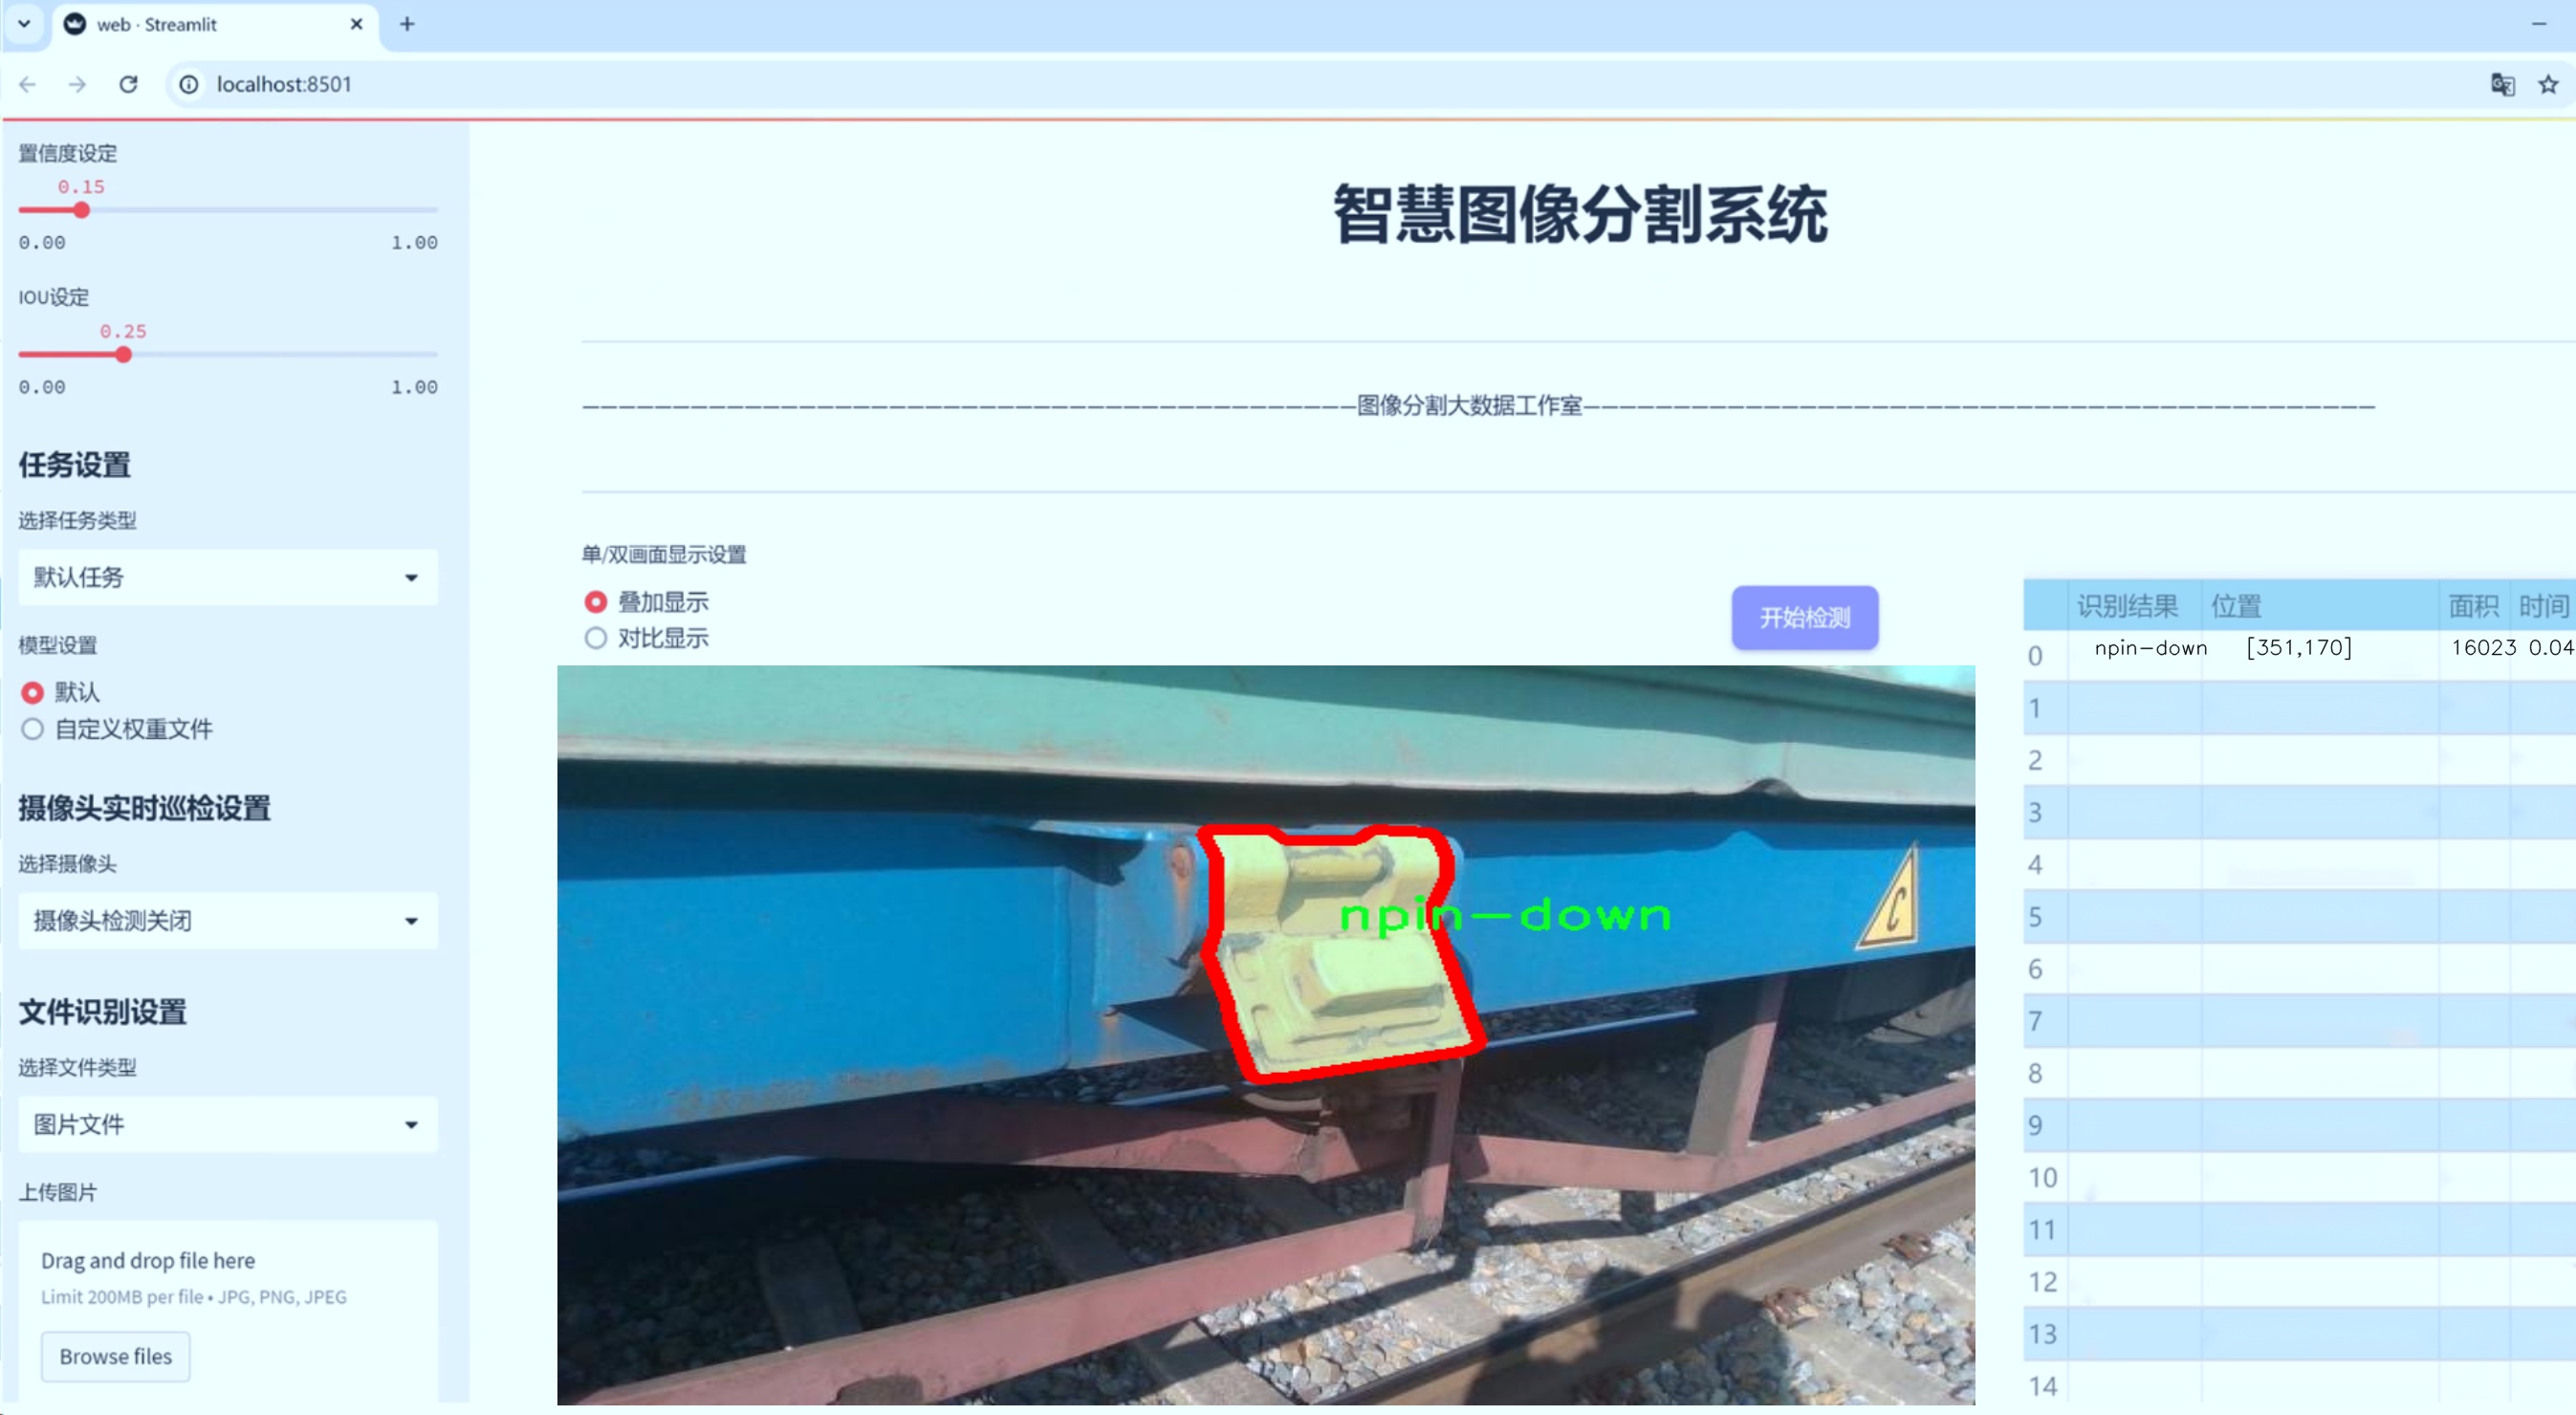 web · Streamlit
localhost:8501
置信度设定
0.15
0.00 1.00
IOU设定
0.25
0.00 1.00
任务设置
选择任务类型
默认任务
模型设置
默认
自定义权重文件
摄像头实时巡检设置
选择摄像头
摄像头检测关闭
文件识别设置
选择文件类型
图片文件
上传图片
Drag and drop file here
Limit 200MB per file • JPG, PNG, JPEG
Browse files
智慧图像分割系统
———————————————————————————————————————————图像分割大数据工作室————————————————————————————————————————————
单/双画面显示设置
叠加显示
对比显示
开始检测
npin-down
C
识别结果 位置 面积 时间
0 npin-down [351,170] 16023 0.04
1
2
3
4
5
6
7
8
9
10
11
12
13
14